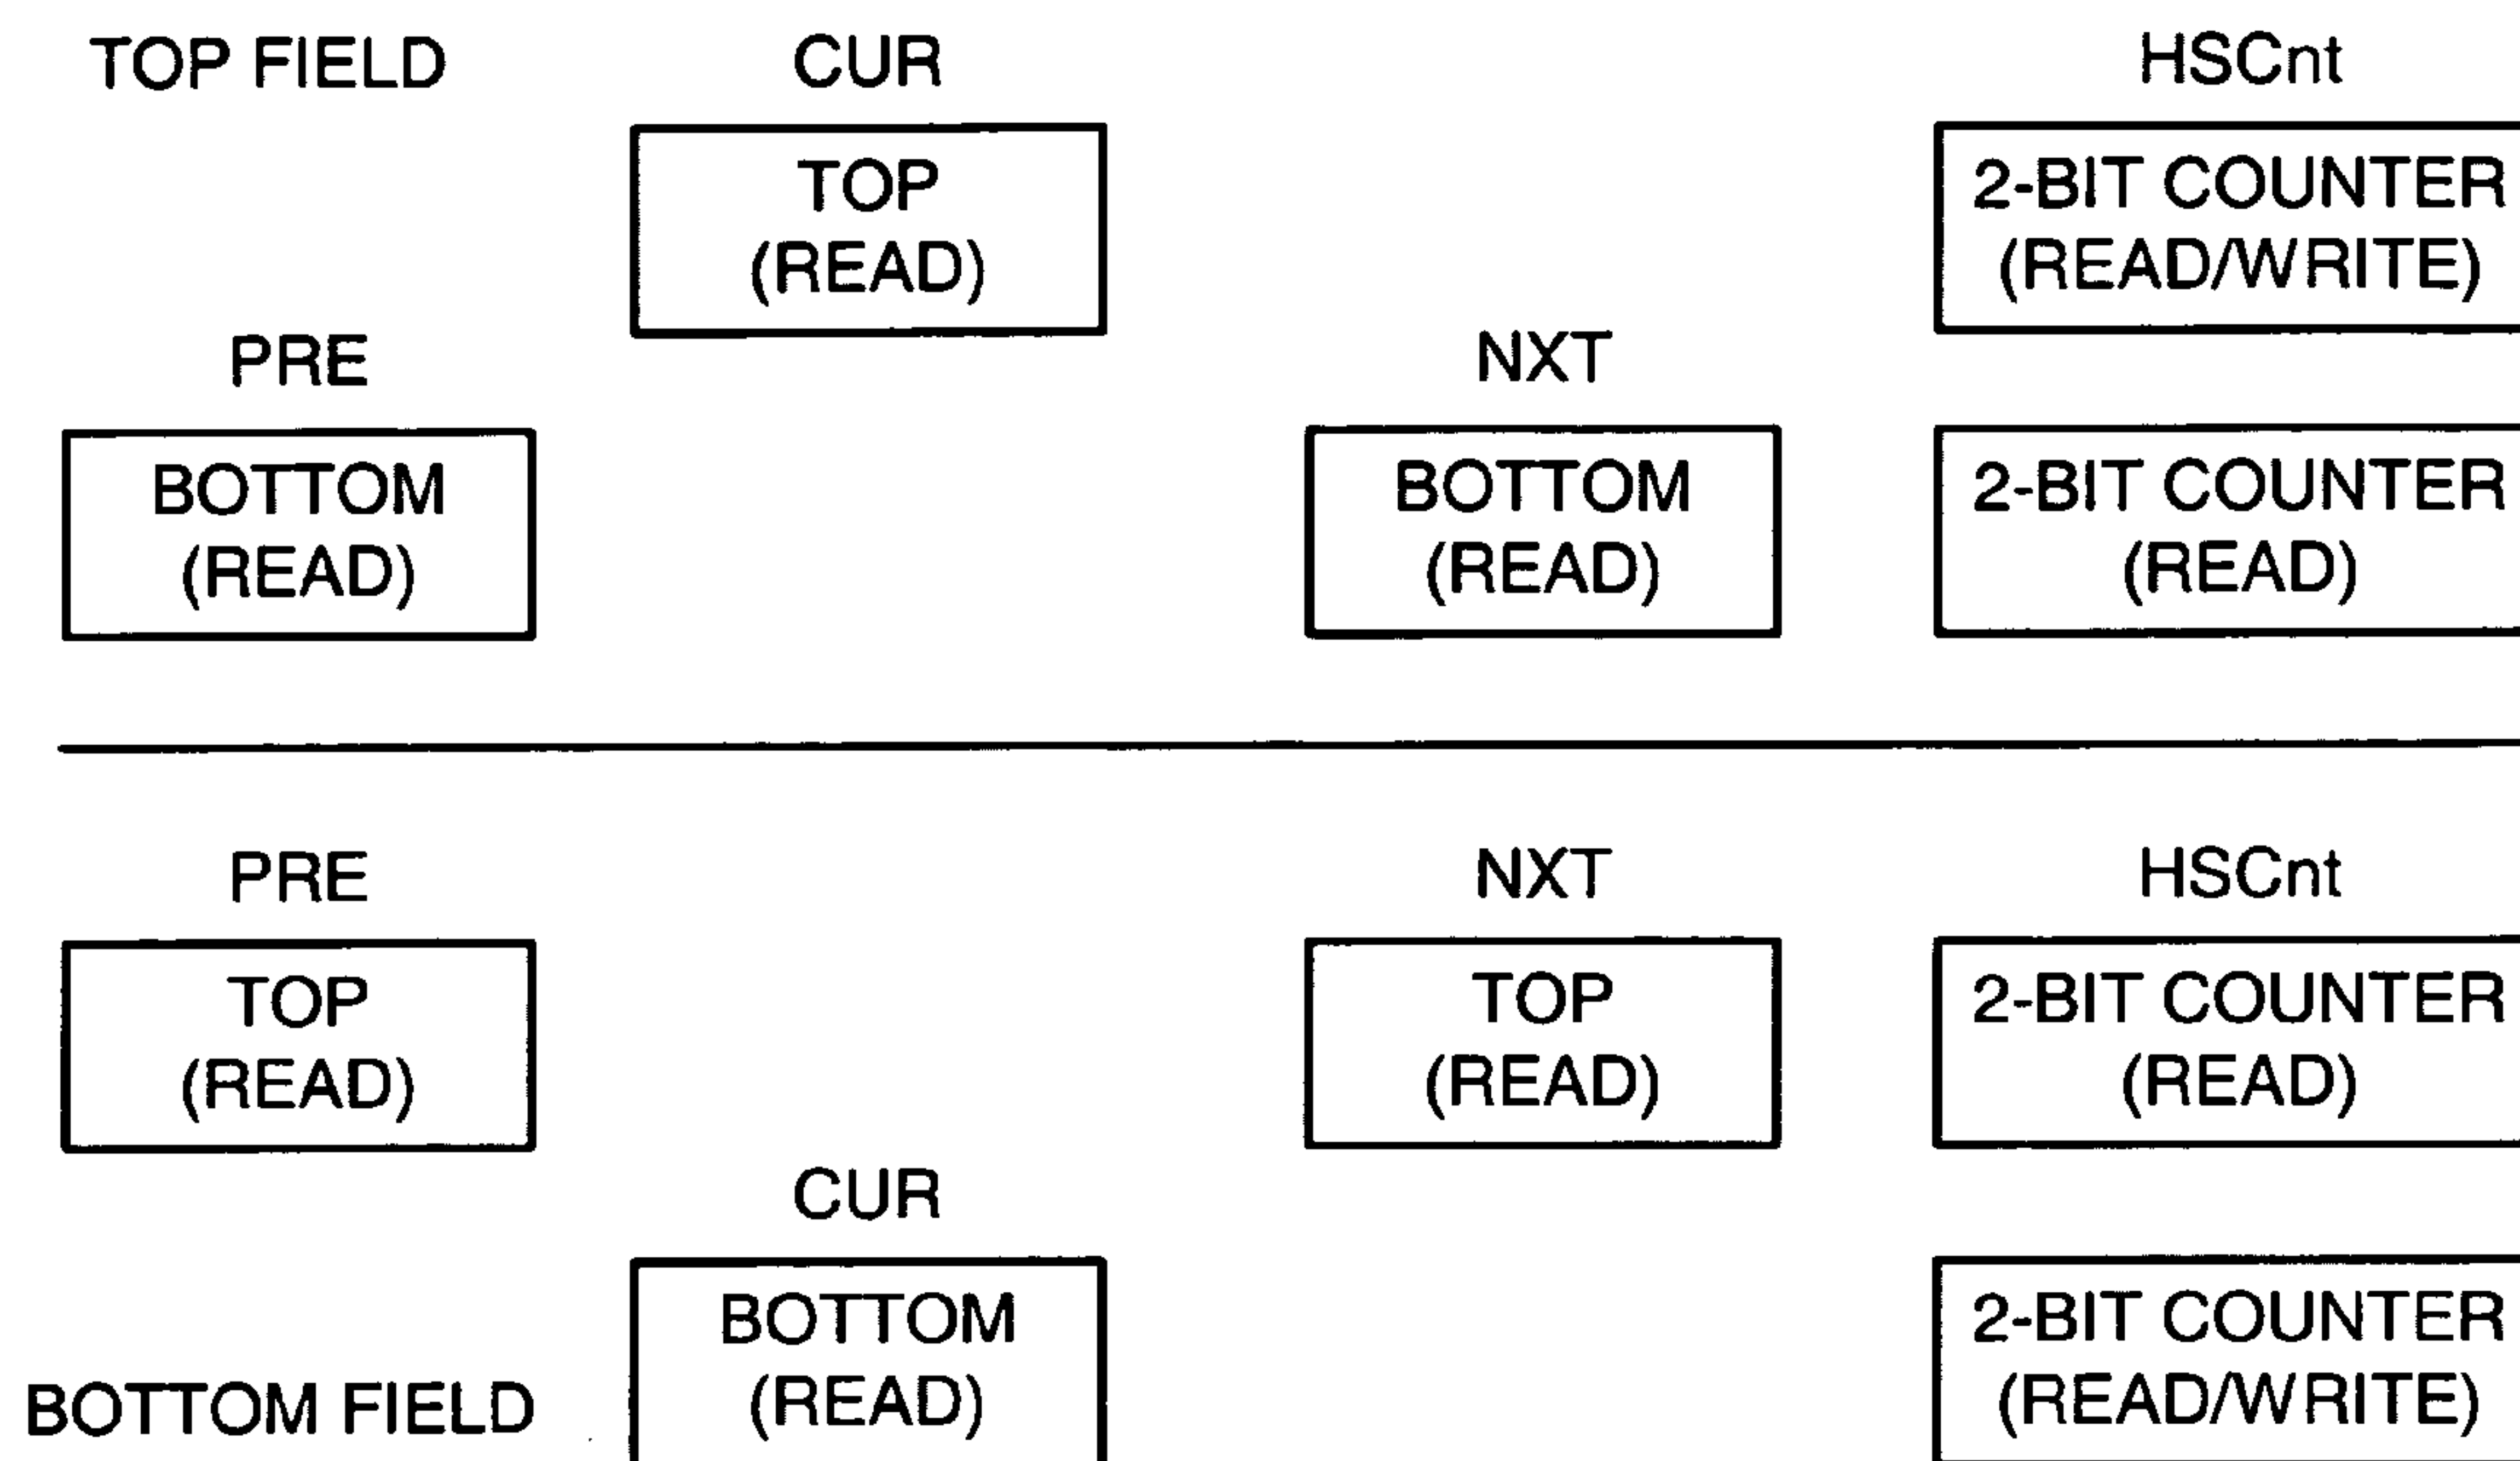 TOP FIELD
CUR
HSCnt
TOP
(READ)
2-BIT COUNTER
(READ/WRITE)
PRE
NXT
BOTTOM
(READ)
BOTTOM
(READ)
2-BIT COUNTER
(READ)
PRE
NXT
HSCnt
TOP
(READ)
TOP
(READ)
2-BIT COUNTER
(READ)
CUR
BOTTOM
(READ)
2-BIT COUNTER
(READ/WRITE)
BOTTOM FIELD